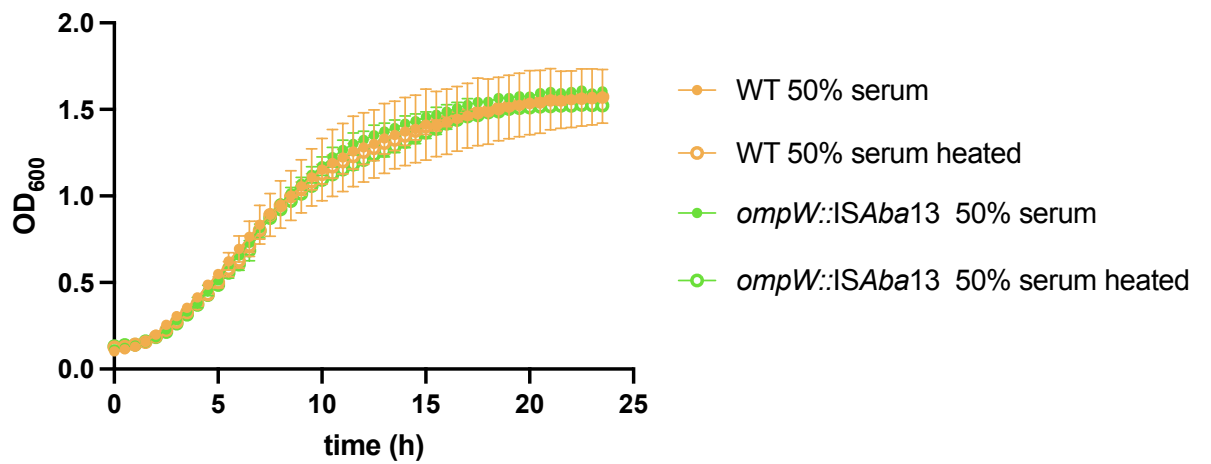 2.0
1.5
1.0
0.5
0.0
OD600
0
5
10
15
20
25
time (h)
WT 50% serum
WT 50% serum heated
ompW::ISAba13 50% serum
ompW::ISAba13 50% serum heated